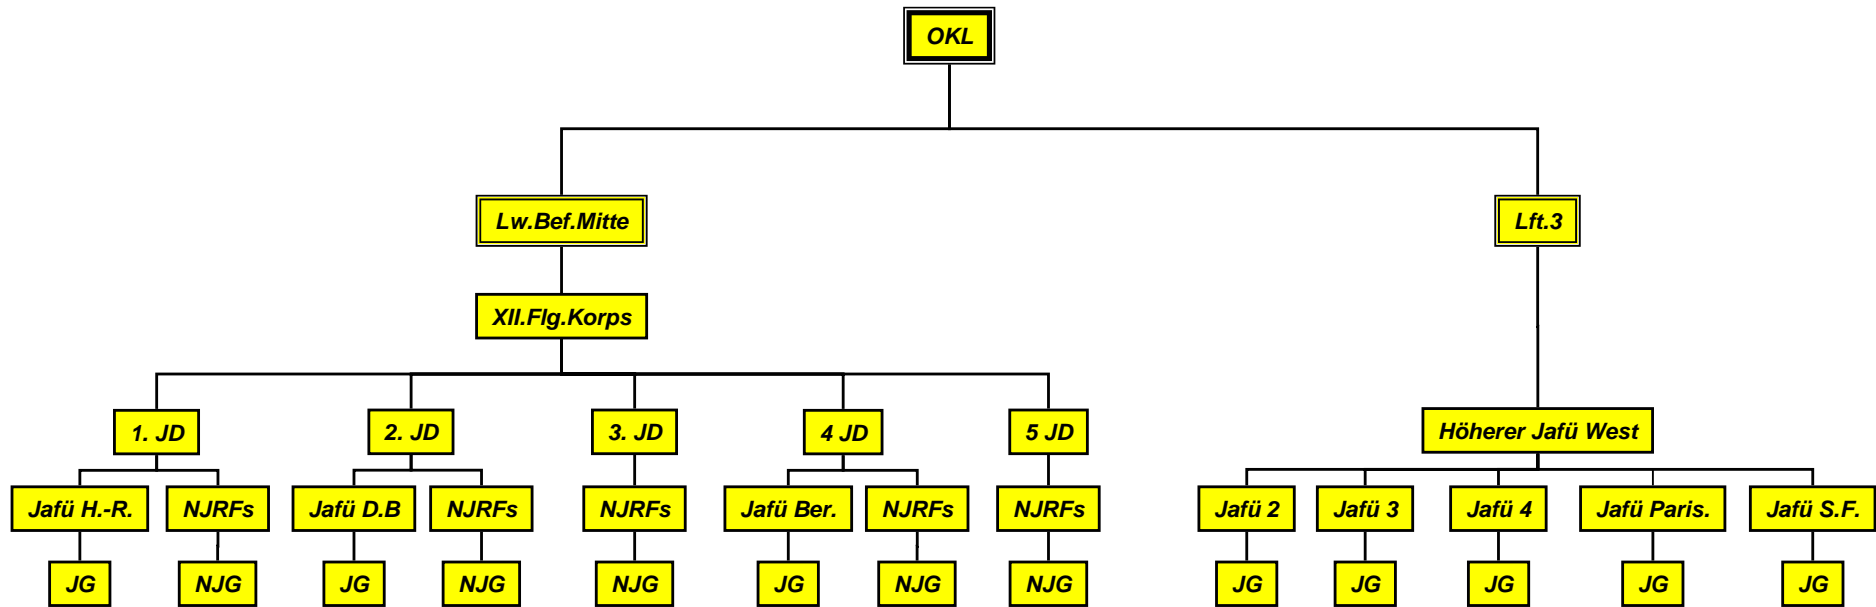 OKL
Lw.Bef.Mitte
Lft.3
XII.Flg.Korps
1. JD
2. JD
3. JD
4 JD
5 JD
Höherer Jafü West
Jafü H.-R.
NJRFs
Jafü D.B
NJRFs
NJRFs
Jafü Ber.
NJRFs
NJRFs
Jafü 2
Jafü 3
Jafü 4
Jafü Paris.
Jafü S.F.
JG
NJG
JG
NJG
NJG
JG
NJG
NJG
JG
JG
JG
JG
JG